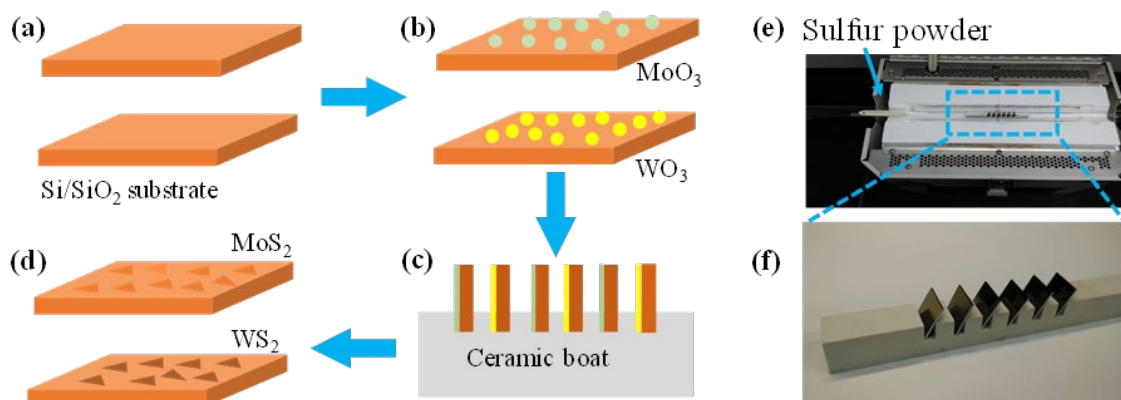 (a)
Si/SiO₂ substrate
(b)
MoO₃
WO₃
(c)
Ceramic boat
(d)
MoS₂
WS₂
(e)
Sulfur powder
(f)